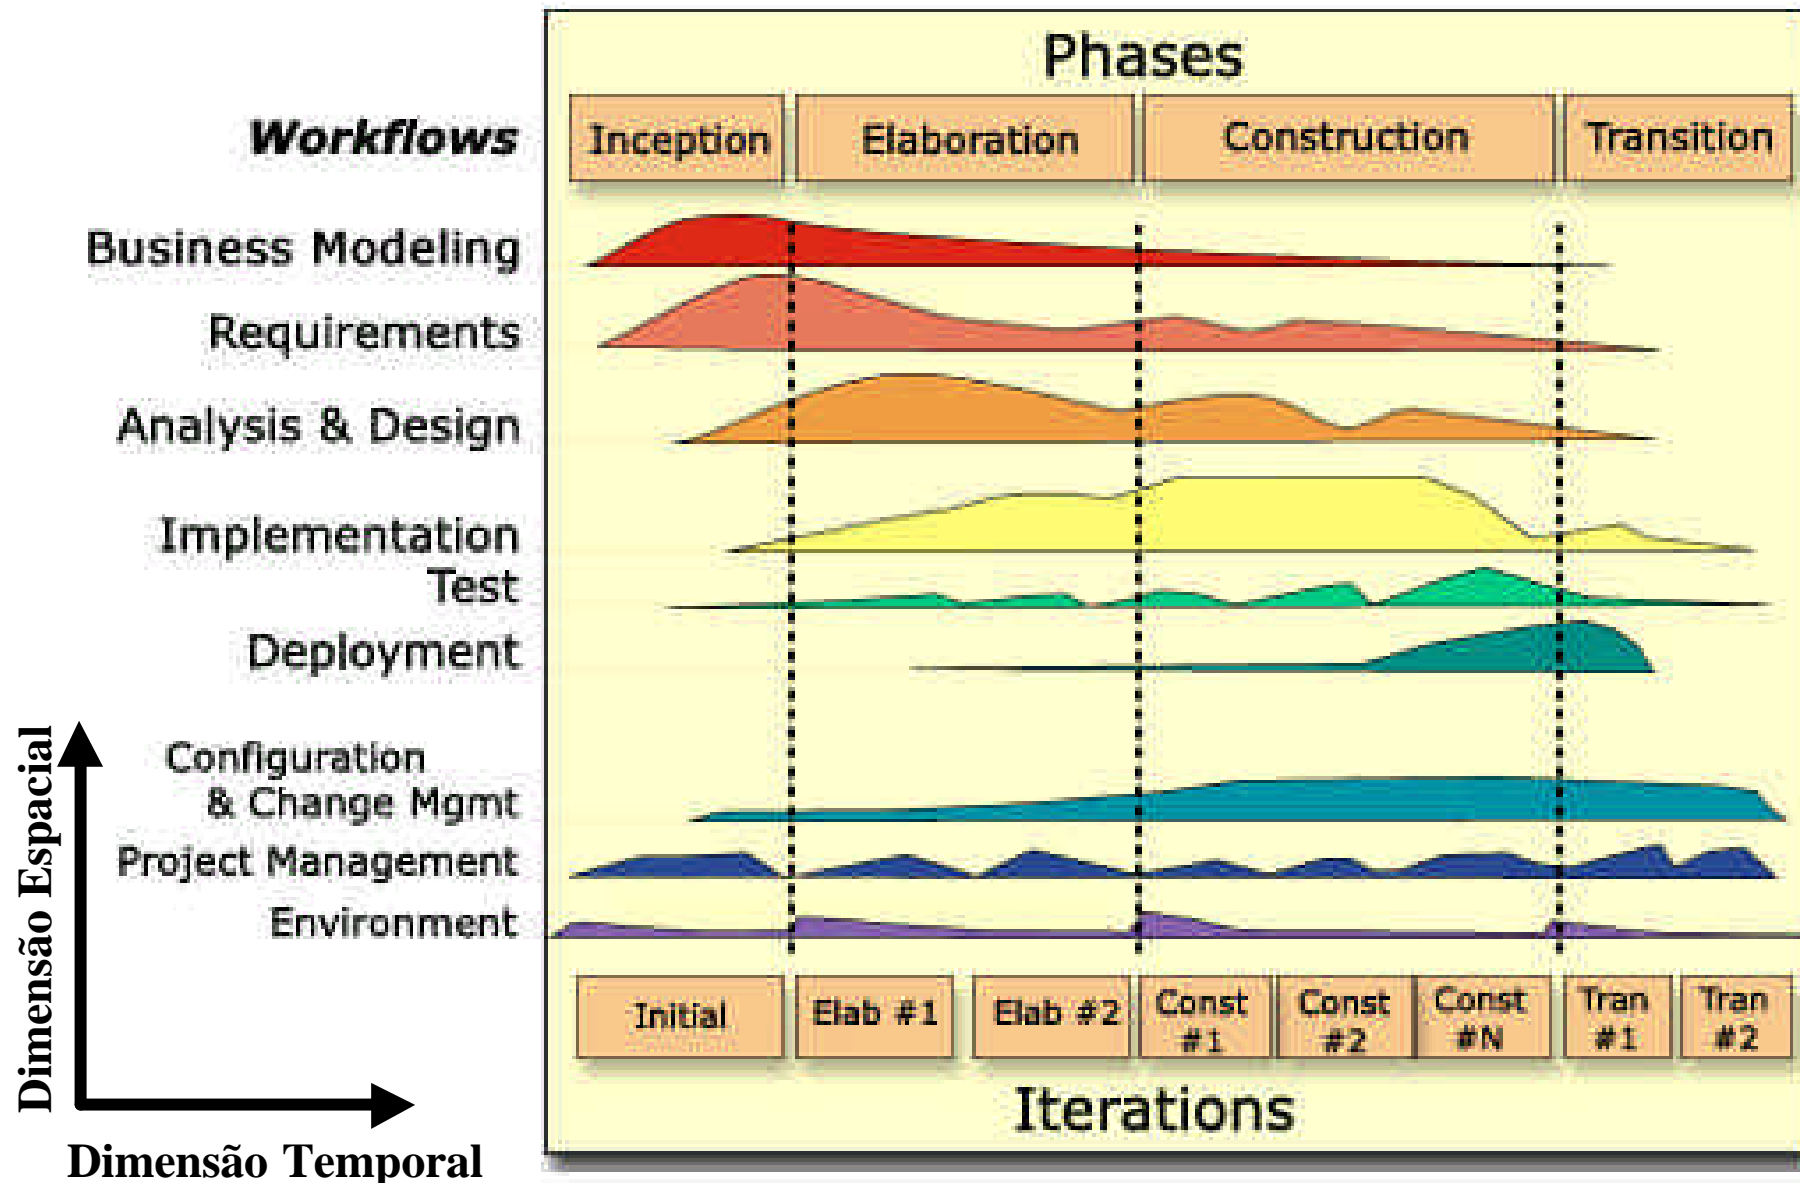 Phases
Workflows
Inception
Elaboration
Construction
Transition
Business Modeling
Requirements
Analysis & Design
Implementation
Test
Deployment
Configuration
& Change Mgmt
Project Management
Environment
Initial
Elab #1
Elab #2
Const
#1
Const
#2
Const
#N
Tran
#1
Tran
#2
Iterations
Dimensão Espacial
Dimensão Temporal